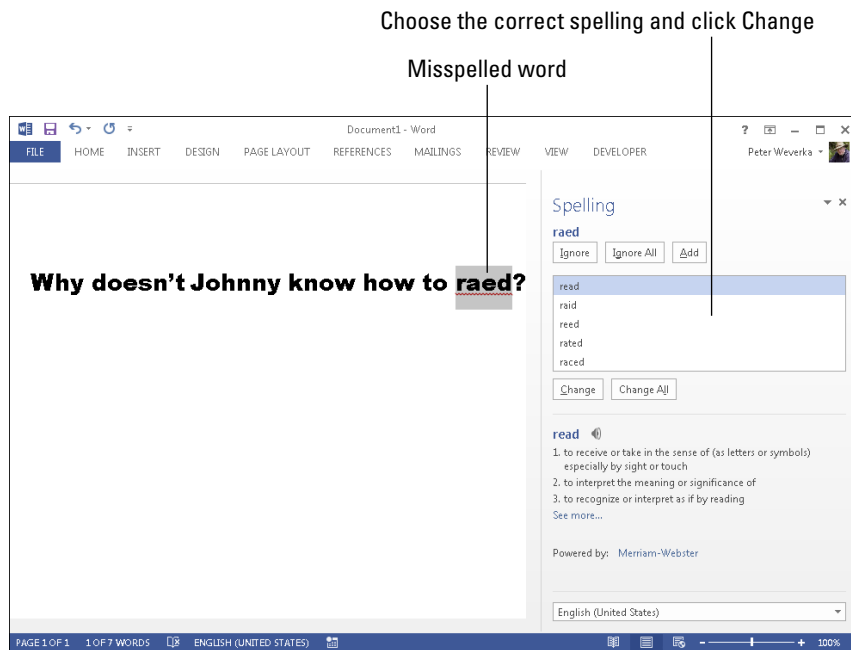 Choose the correct spelling and click Change
Misspelled word
Document1 - Word
?
FILE HOME INSERT DESIGN PAGE LAYOUT REFERENCES MAILINGS REVIEW VIEW DEVELOPER Peter Weverka
Spelling
raed
Ignore Ignore All Add
Why doesn't Johnny know how to raed?
read
raid
reed
rated
raced
Change Change All
read
1. to receive or take in the sense of (as letters or symbols)
especially by sight or touch
2. to interpret the meaning or significance of
3. to recognize or interpret as if by reading
See more...
Powered by: Merriam-Webster
English (United States)
PAGE 1 OF 1 1 OF 7 WORDS ENGLISH (UNITED STATES) - + 100%